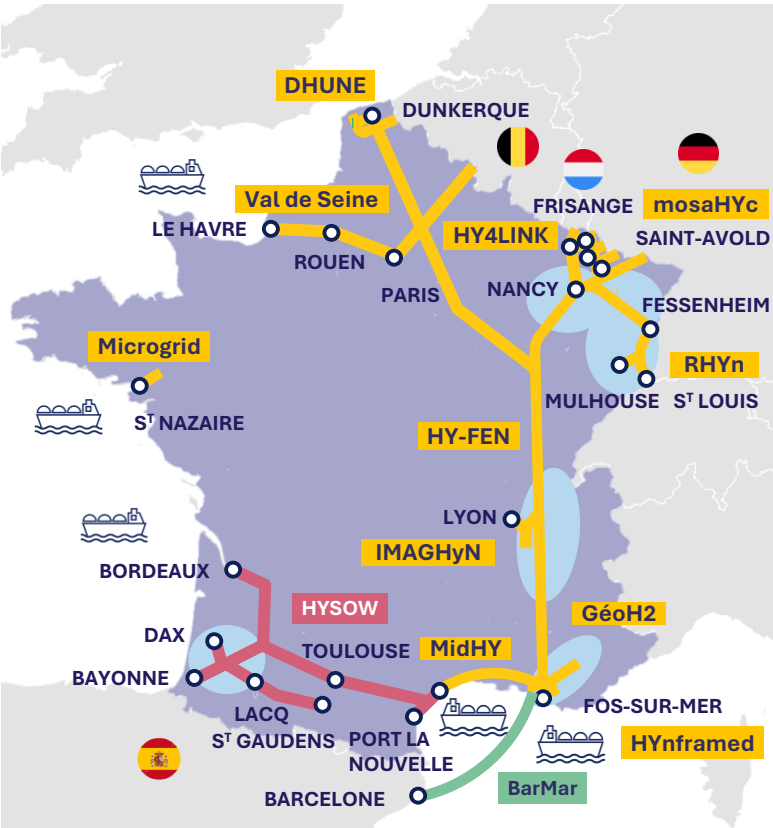 DHUNE
DUNKERQUE
Val de Seine
FRISANGE
mosaHYc
LE HAVRE
HY4LINK
SAINT-AVOLD
ROUEN
PARIS
NANCY
FESSENHEIM
Microgrid
RHYn
MULHOUSE
Sᵀ LOUIS
Sᵀ NAZAIRE
HY-FEN
LYON
IMAGHyN
BORDEAUX
HYSOW
GéoH2
DAX
TOULOUSE
MidHY
BAYONNE
LACQ
FOS-SUR-MER
Sᵀ GAUDENS
PORT LA
NOUVELLE
HYnframed
BarMar
BARCELONE